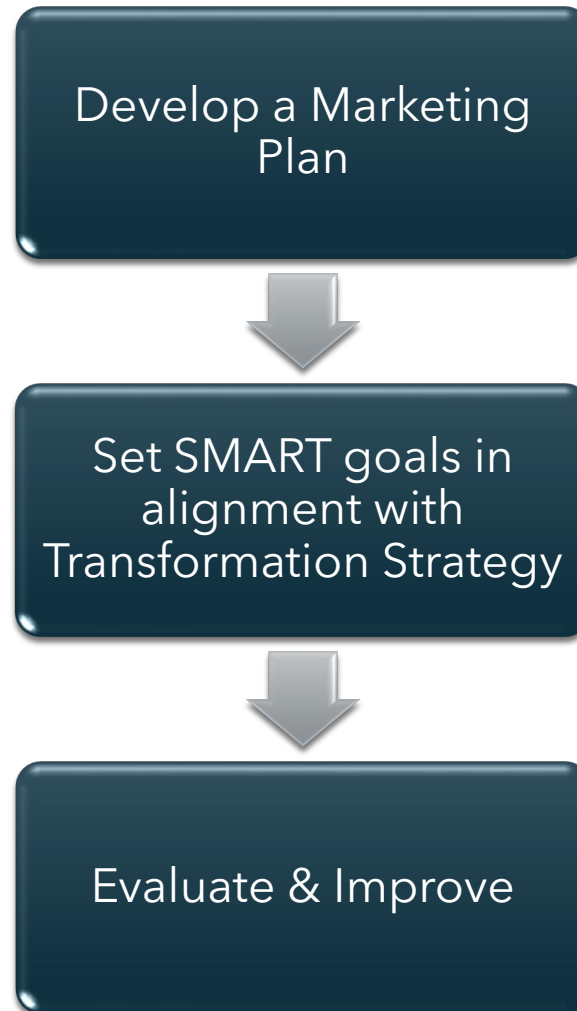 Develop a Marketing
Plan
Set SMART goals in
alignment with
Transformation Strategy
Evaluate & Improve